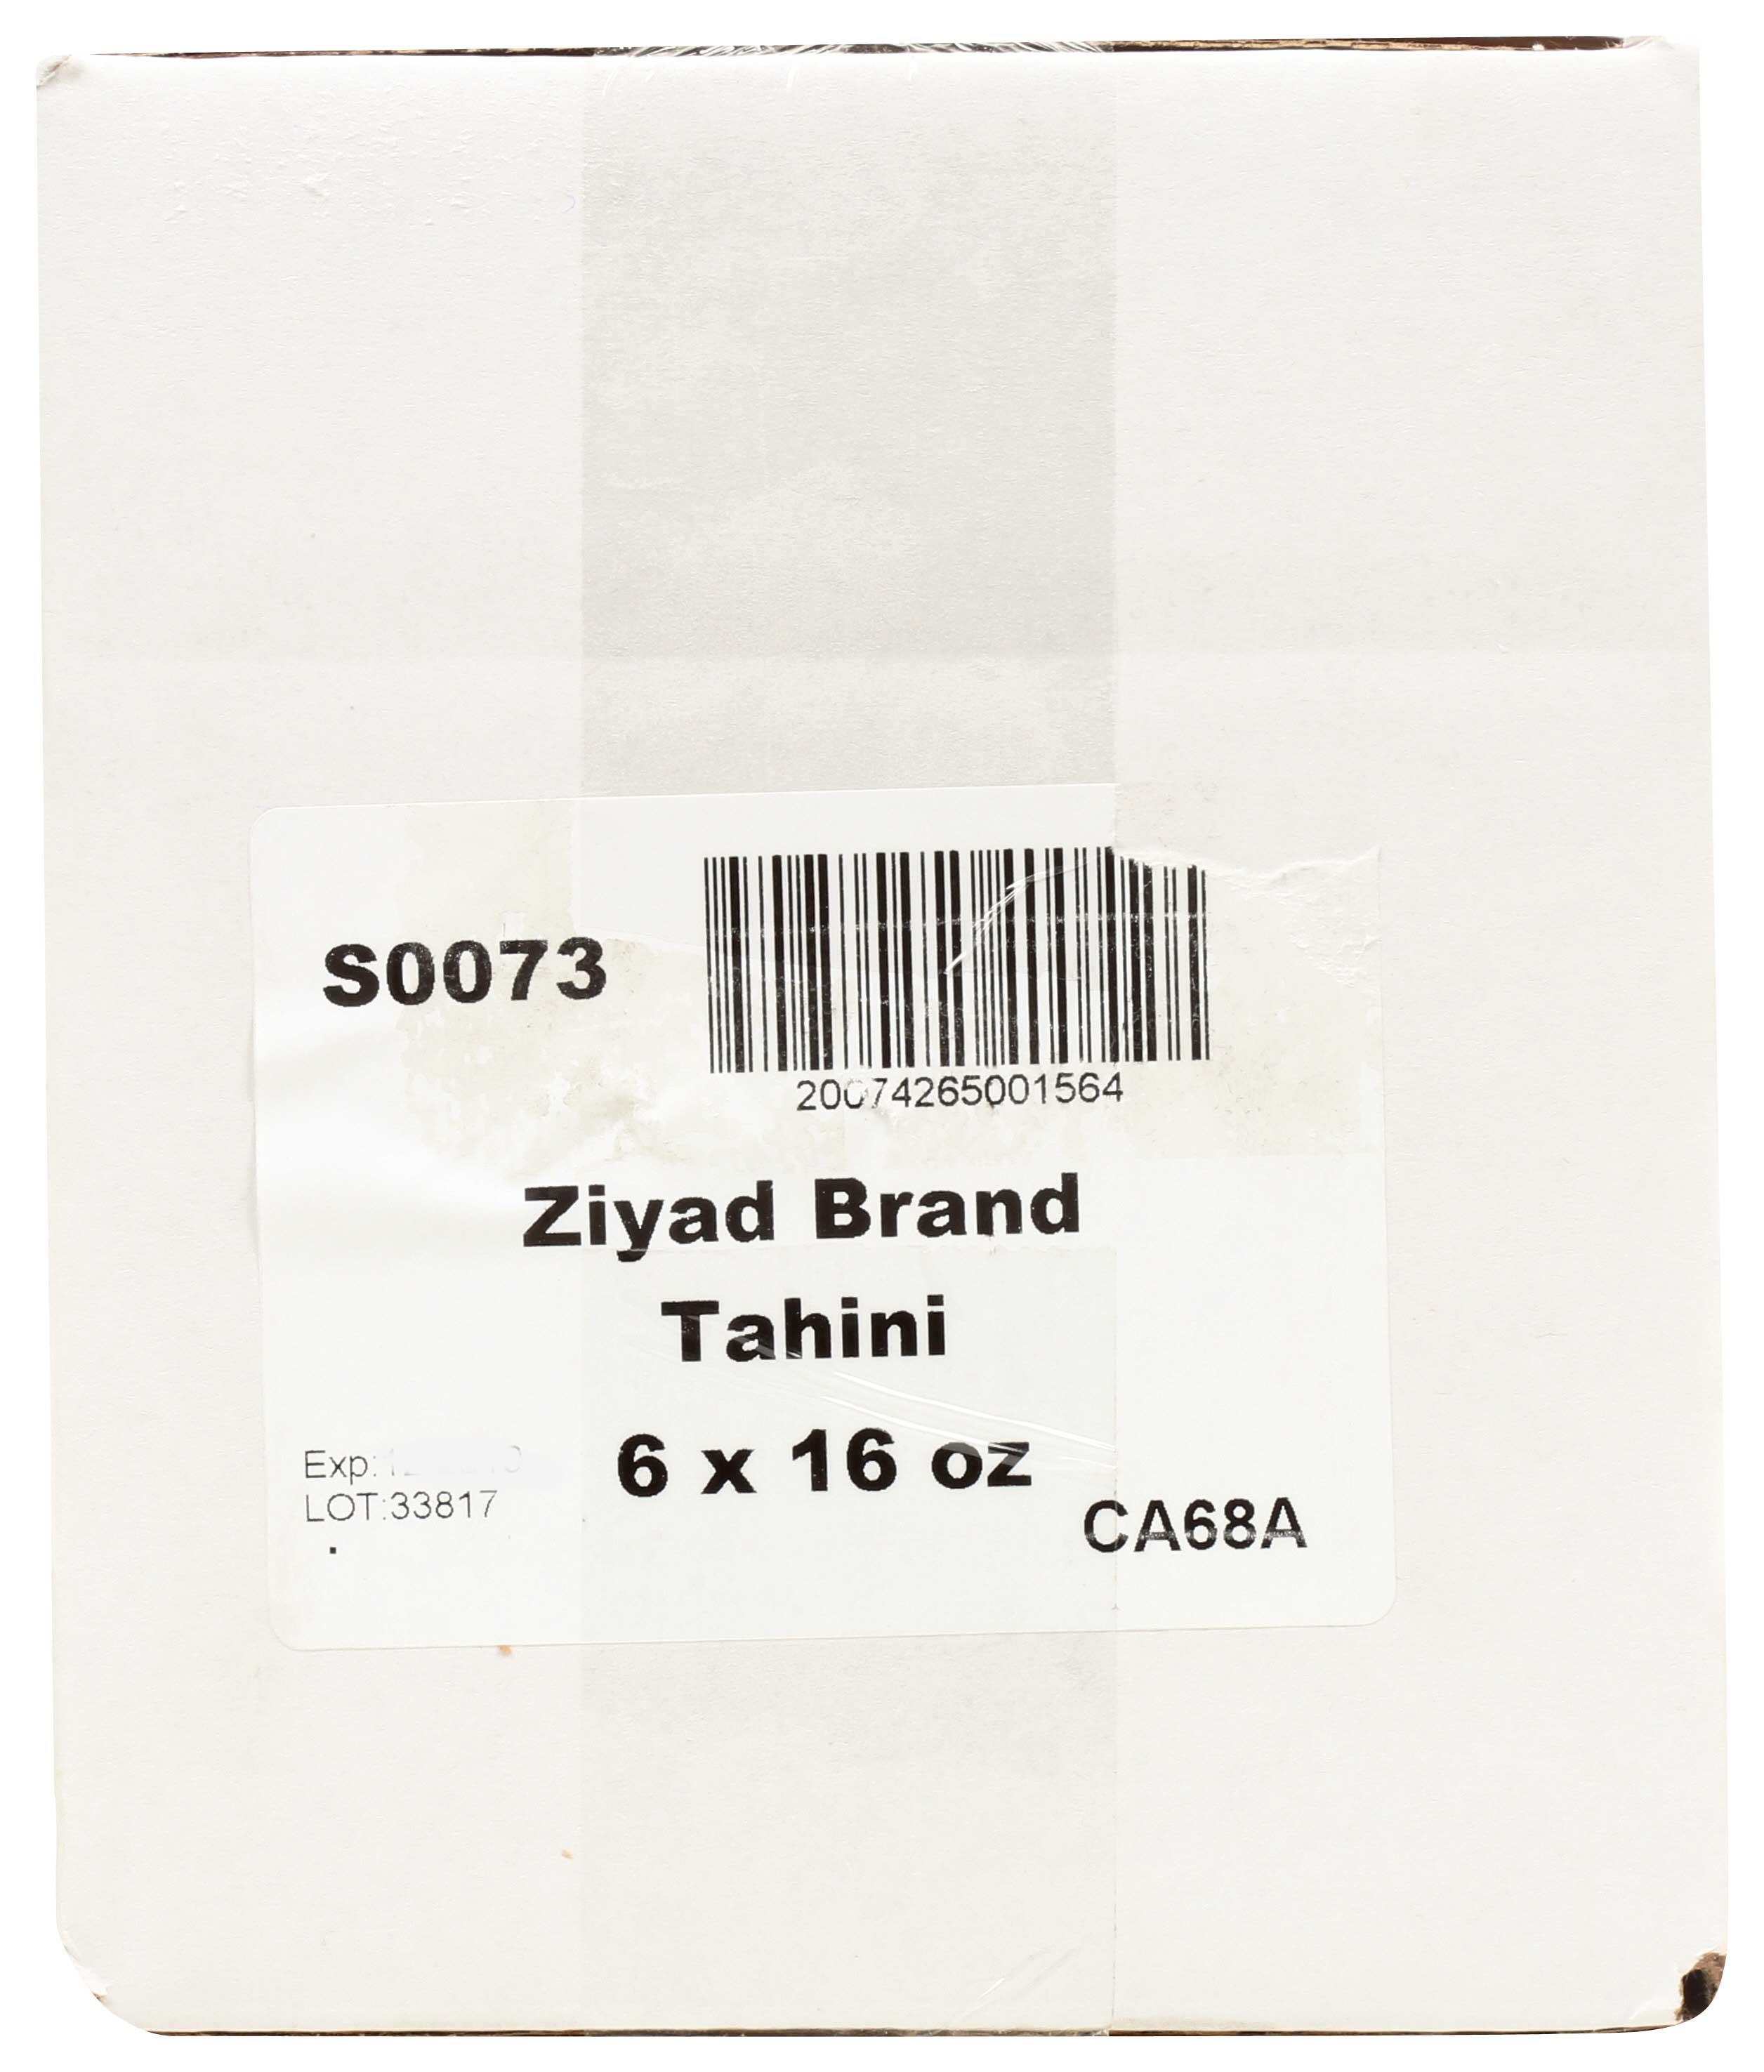 S0073
20074265001564
Ziyad Brand
Tahini
6 x 16 oz
Exp:
LOT:33817
CA68A